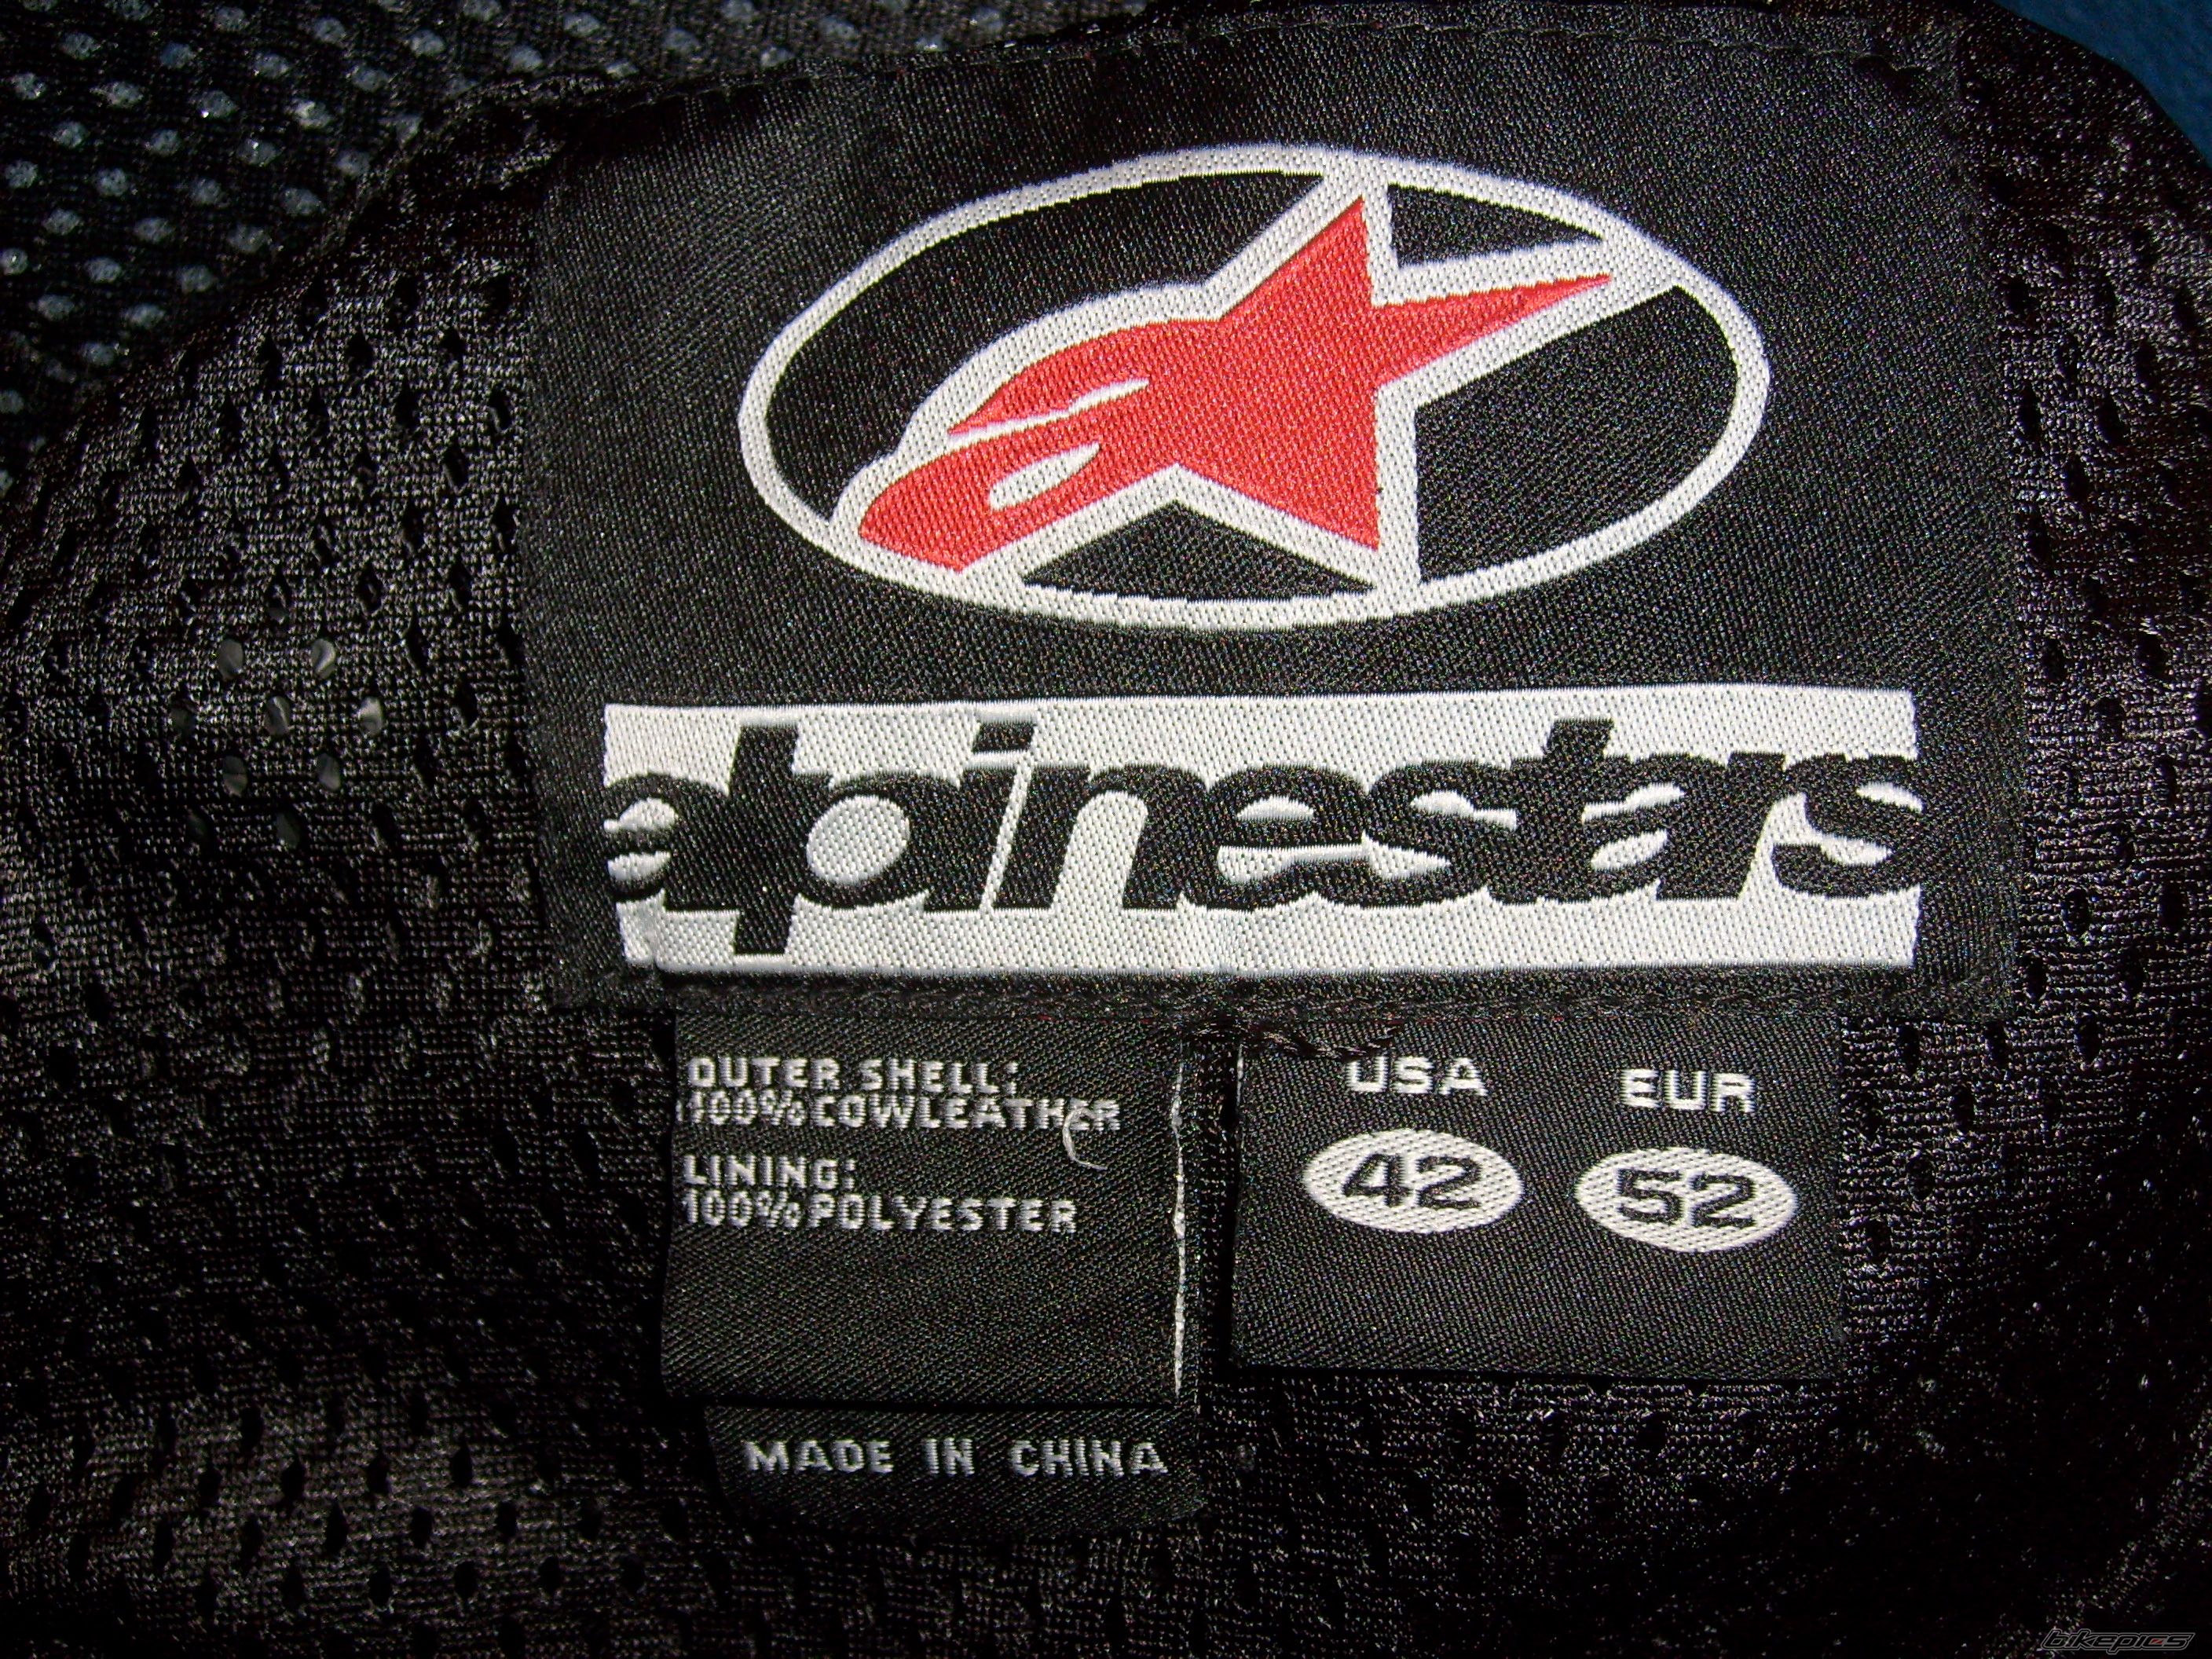 alpinestars
OUTER SHELL:
100%COWLEATHER
LINING:
100%POLYESTER
MADE IN CHINA
USA EUR
42 52
bikepics